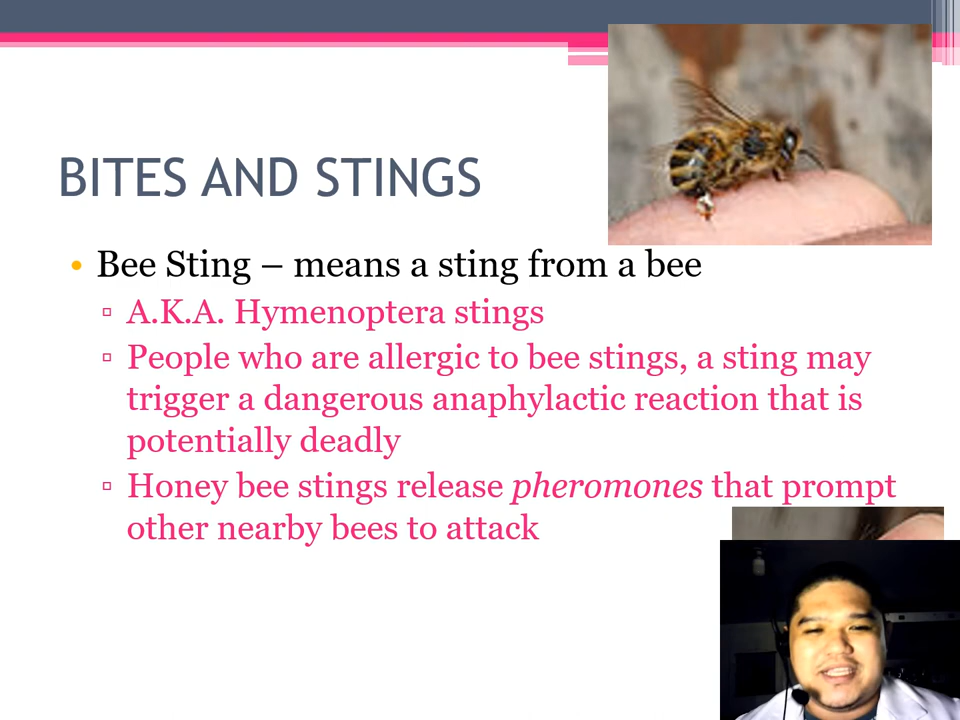 BITES AND STINGS
• Bee Sting – means a sting from a bee
▫ A.K.A. Hymenoptera stings
▫ People who are allergic to bee stings, a sting may
trigger a dangerous anaphylactic reaction that is
potentially deadly
▫ Honey bee stings release pheromones that prompt
other nearby bees to attack